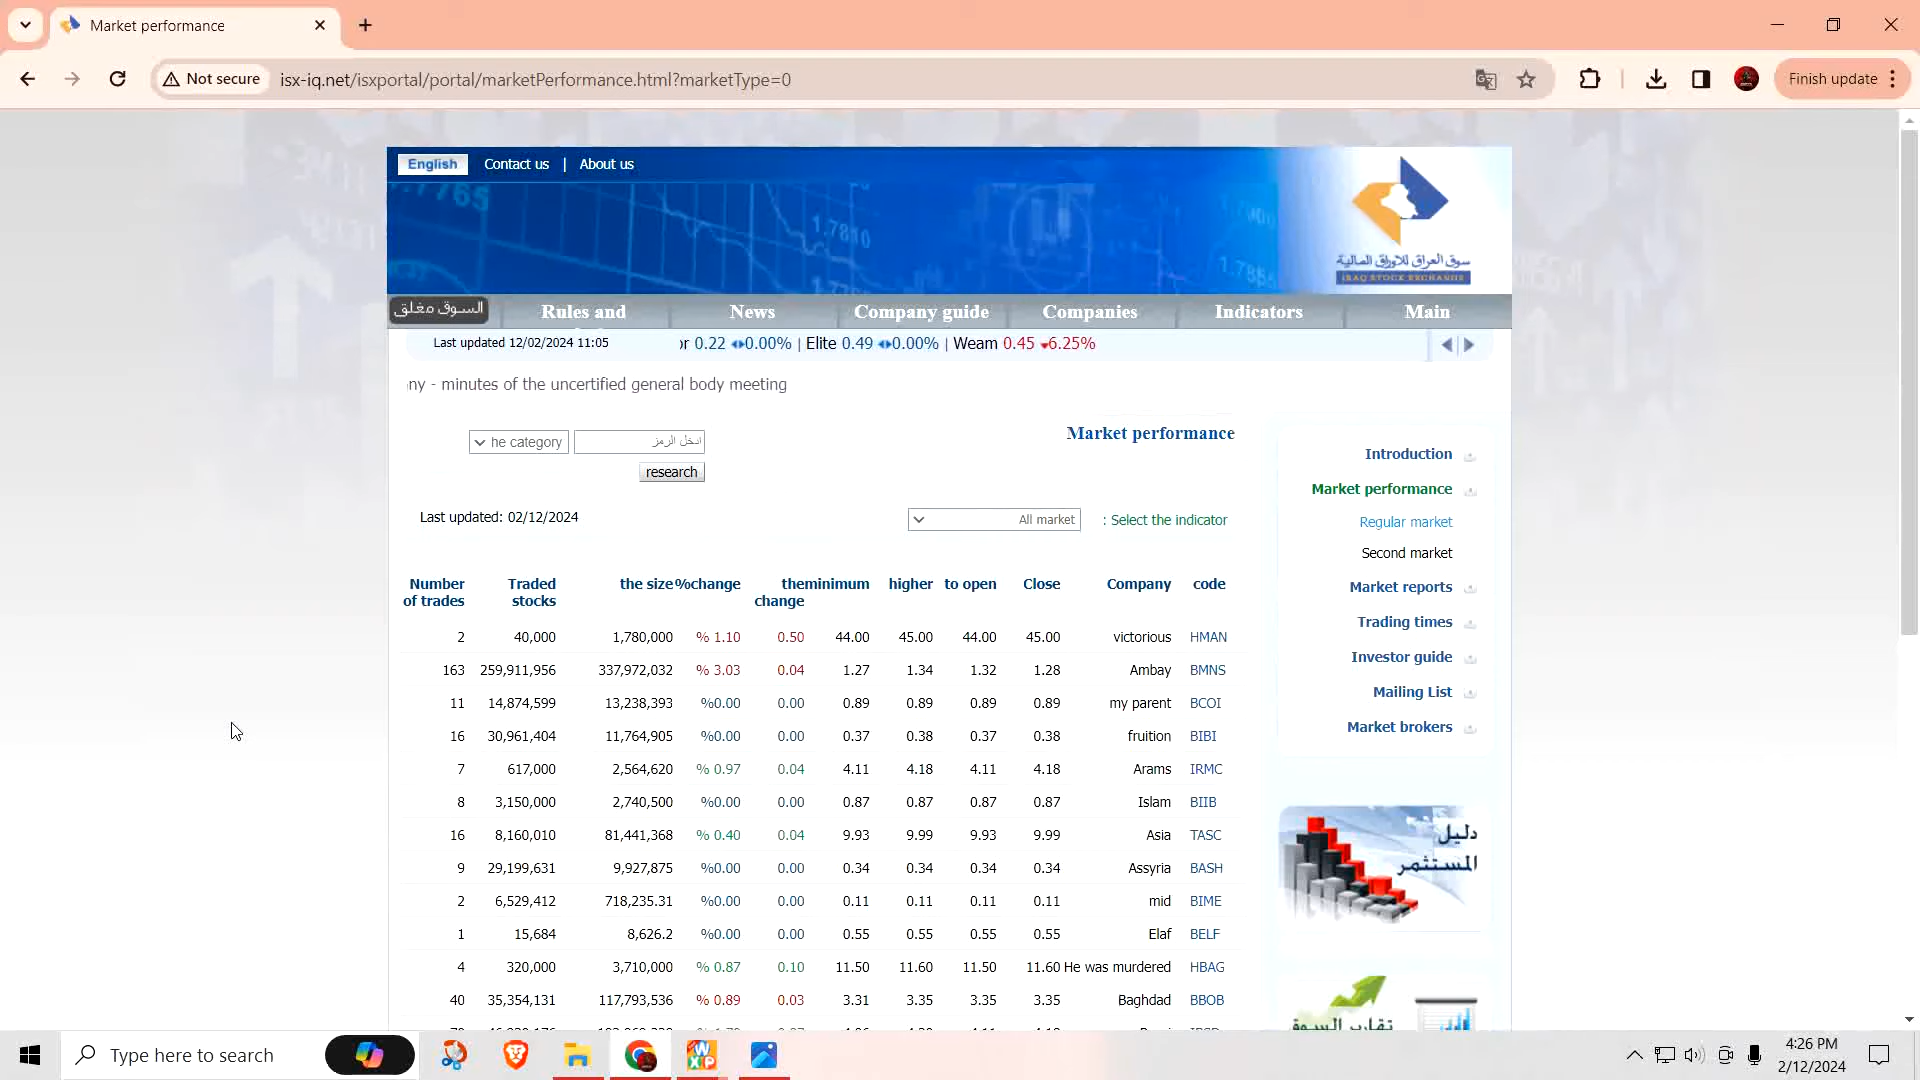 Market performance
Not secure
isx-iq.net/isxportal/portal/marketPerformance.html?marketType=0
Finish update
English Contact us | About us
سوق العراق للاوراق المالية
IRAQ STOCK EXCHANGE
السوق مغلق Rules and News Company guide Companies Indicators Main
Last updated 12/02/2024 11:05 or 0.22 0.00% | Elite 0.49 0.00% | Weam 0.45 6.25%
ny - minutes of the uncertified general body meeting
he category ادخل الرمز
research
Market performance
Last updated: 02/12/2024 All market : Select the indicator
Number of trades Traded stocks the size %change the change minimum higher to open Close Company code
2 40,000 1,780,000 % 1.10 0.50 44.00 45.00 44.00 45.00 victorious HMAN
163 259,911,956 337,972,032 % 3.03 0.04 1.27 1.34 1.32 1.28 Ambay BMNS
11 14,874,599 13,238,393 %0.00 0.00 0.89 0.89 0.89 0.89 my parent BCOI
16 30,961,404 11,764,905 %0.00 0.00 0.37 0.38 0.37 0.38 fruition BIBI
7 617,000 2,564,620 % 0.97 0.04 4.11 4.18 4.11 4.18 Arams IRMC
8 3,150,000 2,740,500 %0.00 0.00 0.87 0.87 0.87 0.87 Islam BIIB
16 8,160,010 81,441,368 % 0.40 0.04 9.93 9.99 9.93 9.99 Asia TASC
9 29,199,631 9,927,875 %0.00 0.00 0.34 0.34 0.34 0.34 Assyria BASH
2 6,529,412 718,235.31 %0.00 0.00 0.11 0.11 0.11 0.11 mid BIME
1 15,684 8,626.2 %0.00 0.00 0.55 0.55 0.55 0.55 Elaf BELF
4 320,000 3,710,000 % 0.87 0.10 11.50 11.60 11.50 11.60 He was murdered HBAG
40 35,354,131 117,793,536 % 0.89 0.03 3.31 3.35 3.35 3.35 Baghdad BBOB
Introduction
Market performance
Regular market
Second market
Market reports
Trading times
Investor guide
Mailing List
Market brokers
دليل
المستثمر
تقارير السوق
Type here to search
4:26 PM
2/12/2024